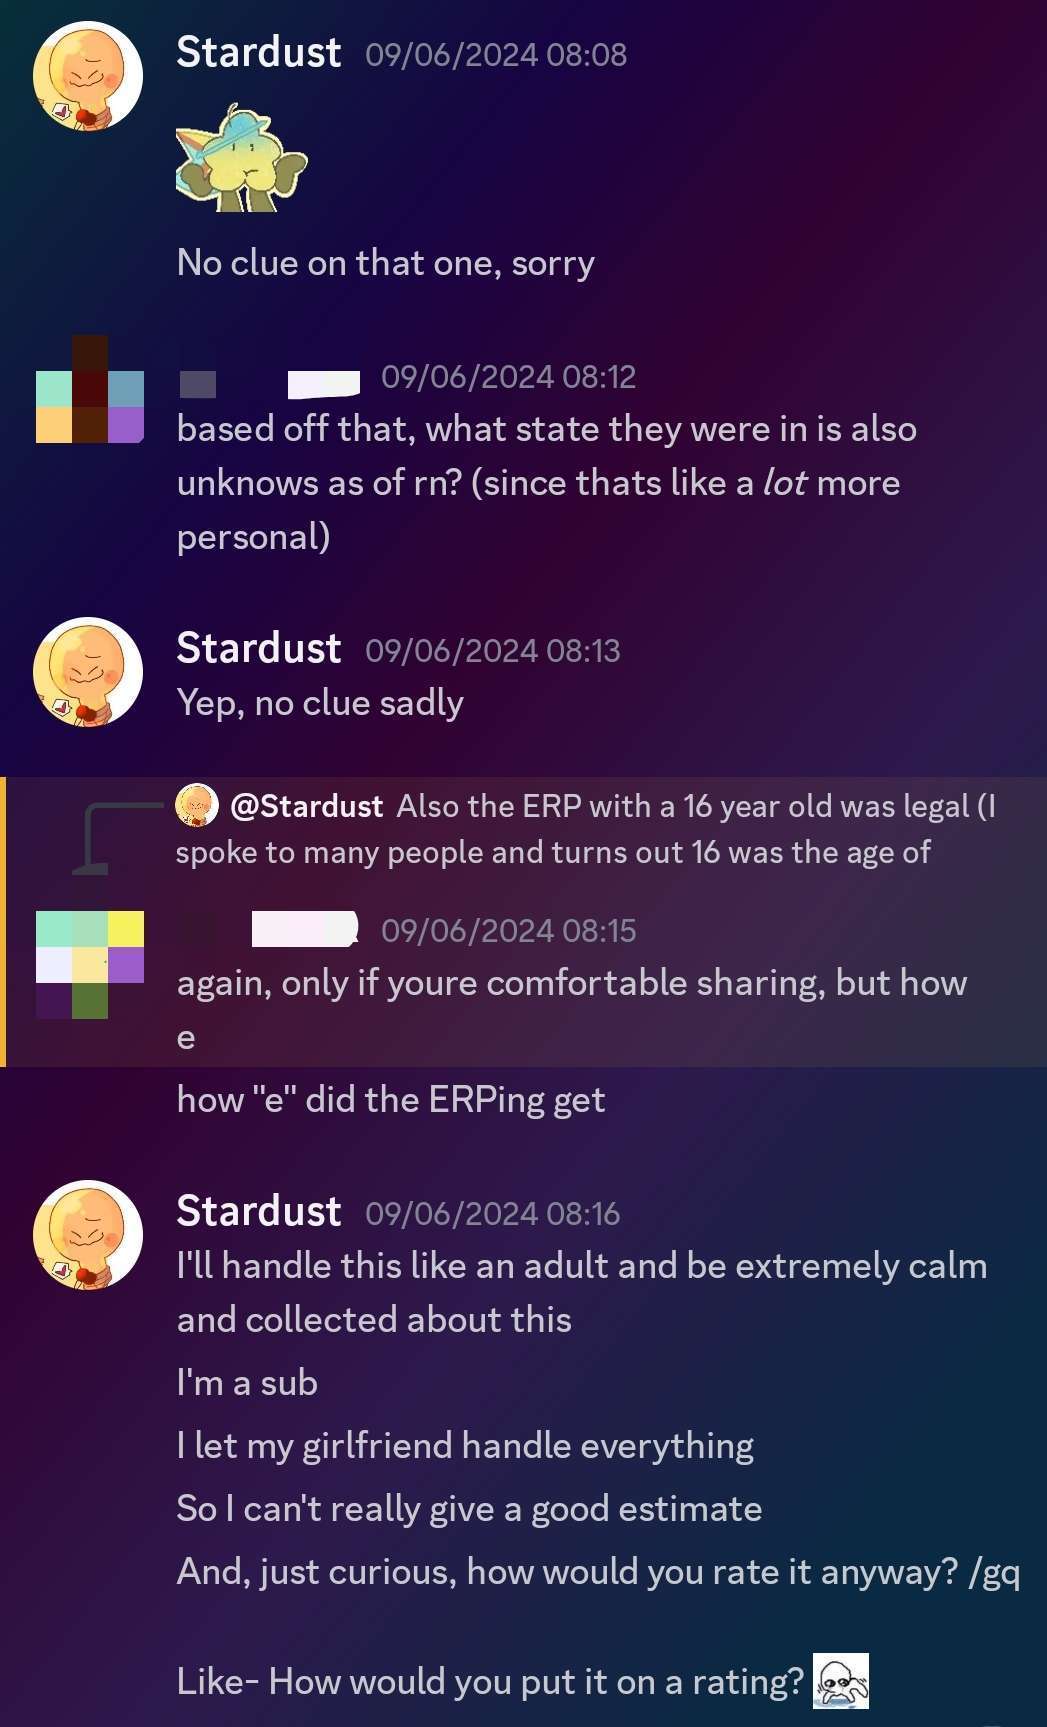 Stardust 09/06/2024 08:08
No clue on that one, sorry
09/06/2024 08:12
based off that, what state they were in is also
unknows as of rn? (since thats like a lot more
personal)
Stardust 09/06/2024 08:13
Yep, no clue sadly
@Stardust Also the ERP with a 16 year old was legal (I
spoke to many people and turns out 16 was the age of
09/06/2024 08:15
again, only if youre comfortable sharing, but how
e
how "e" did the ERPing get
Stardust 09/06/2024 08:16
I'll handle this like an adult and be extremely calm
and collected about this
I'm a sub
I let my girlfriend handle everything
So I can't really give a good estimate
And, just curious, how would you rate it anyway? /gq
Like- How would you put it on a rating?